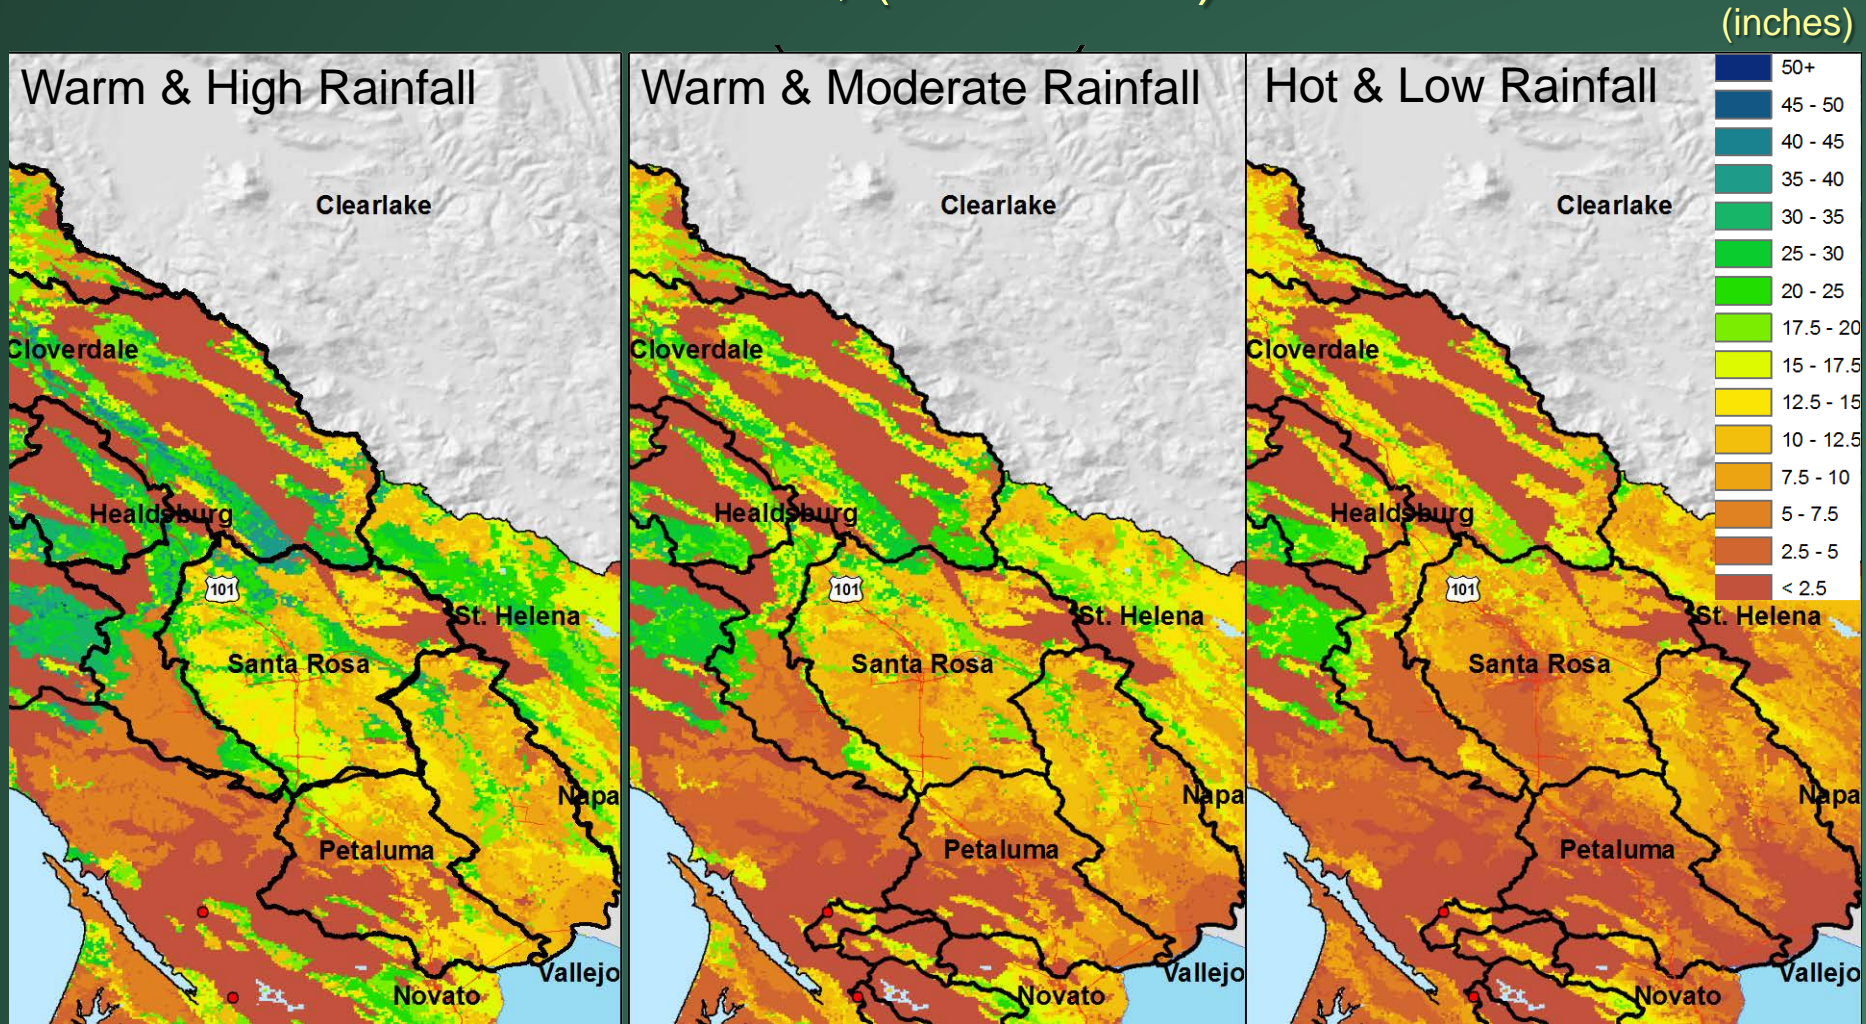 (inches)
Warm & High Rainfall
Warm & Moderate Rainfall
Hot & Low Rainfall
50+
45 - 50
40 - 45
35 - 40
30 - 35
25 - 30
20 - 25
17.5 - 20
15 - 17.5
12.5 - 15
10 - 12.5
7.5 - 10
5 - 7.5
2.5 - 5
< 2.5
Clearlake
Cloverdale
Healdsburg
101
St. Helena
Santa Rosa
Napa
Petaluma
Vallejo
Novato
Clearlake
Cloverdale
Healdsburg
101
St. Helena
Santa Rosa
Napa
Petaluma
Vallejo
Novato
Clearlake
Cloverdale
Healdsburg
101
St. Helena
Santa Rosa
Napa
Petaluma
Vallejo
Novato